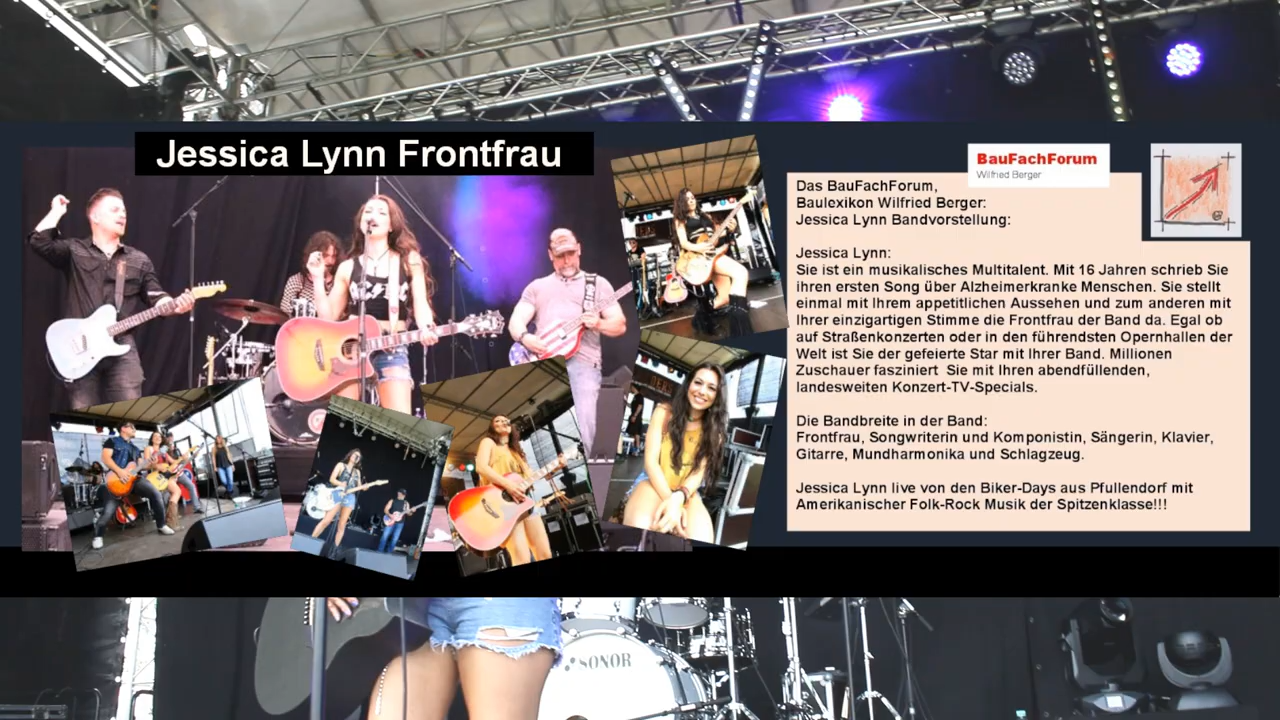 Jessica Lynn Frontfrau
BauFachForum
Wilfried Berger
Das BauFachForum,
Baulexikon Wilfried Berger:
Jessica Lynn Bandvorstellung:
Jessica Lynn:
Sie ist ein musikalisches Multitalent. Mit 16 Jahren schrieb Sie
ihren ersten Song über Alzheimerkranke Menschen. Sie stellt
einmal mit Ihrem appetitlichen Aussehen und zum anderen mit
Ihrer einzigartigen Stimme die Frontfrau der Band da. Egal ob
auf Straßenkonzerten oder in den führendsten Opernhallen der
Welt ist Sie der gefeierte Star mit Ihrer Band. Millionen
Zuschauer fasziniert Sie mit Ihren abendfüllenden,
landesweiten Konzert-TV-Specials.
Die Bandbreite in der Band:
Frontfrau, Songwriterin und Komponistin, Sängerin, Klavier,
Gitarre, Mundharmonika und Schlagzeug.
Jessica Lynn live von den Biker-Days aus Pfullendorf mit
Amerikanischer Folk-Rock Musik der Spitzenklasse!!!
SONOR